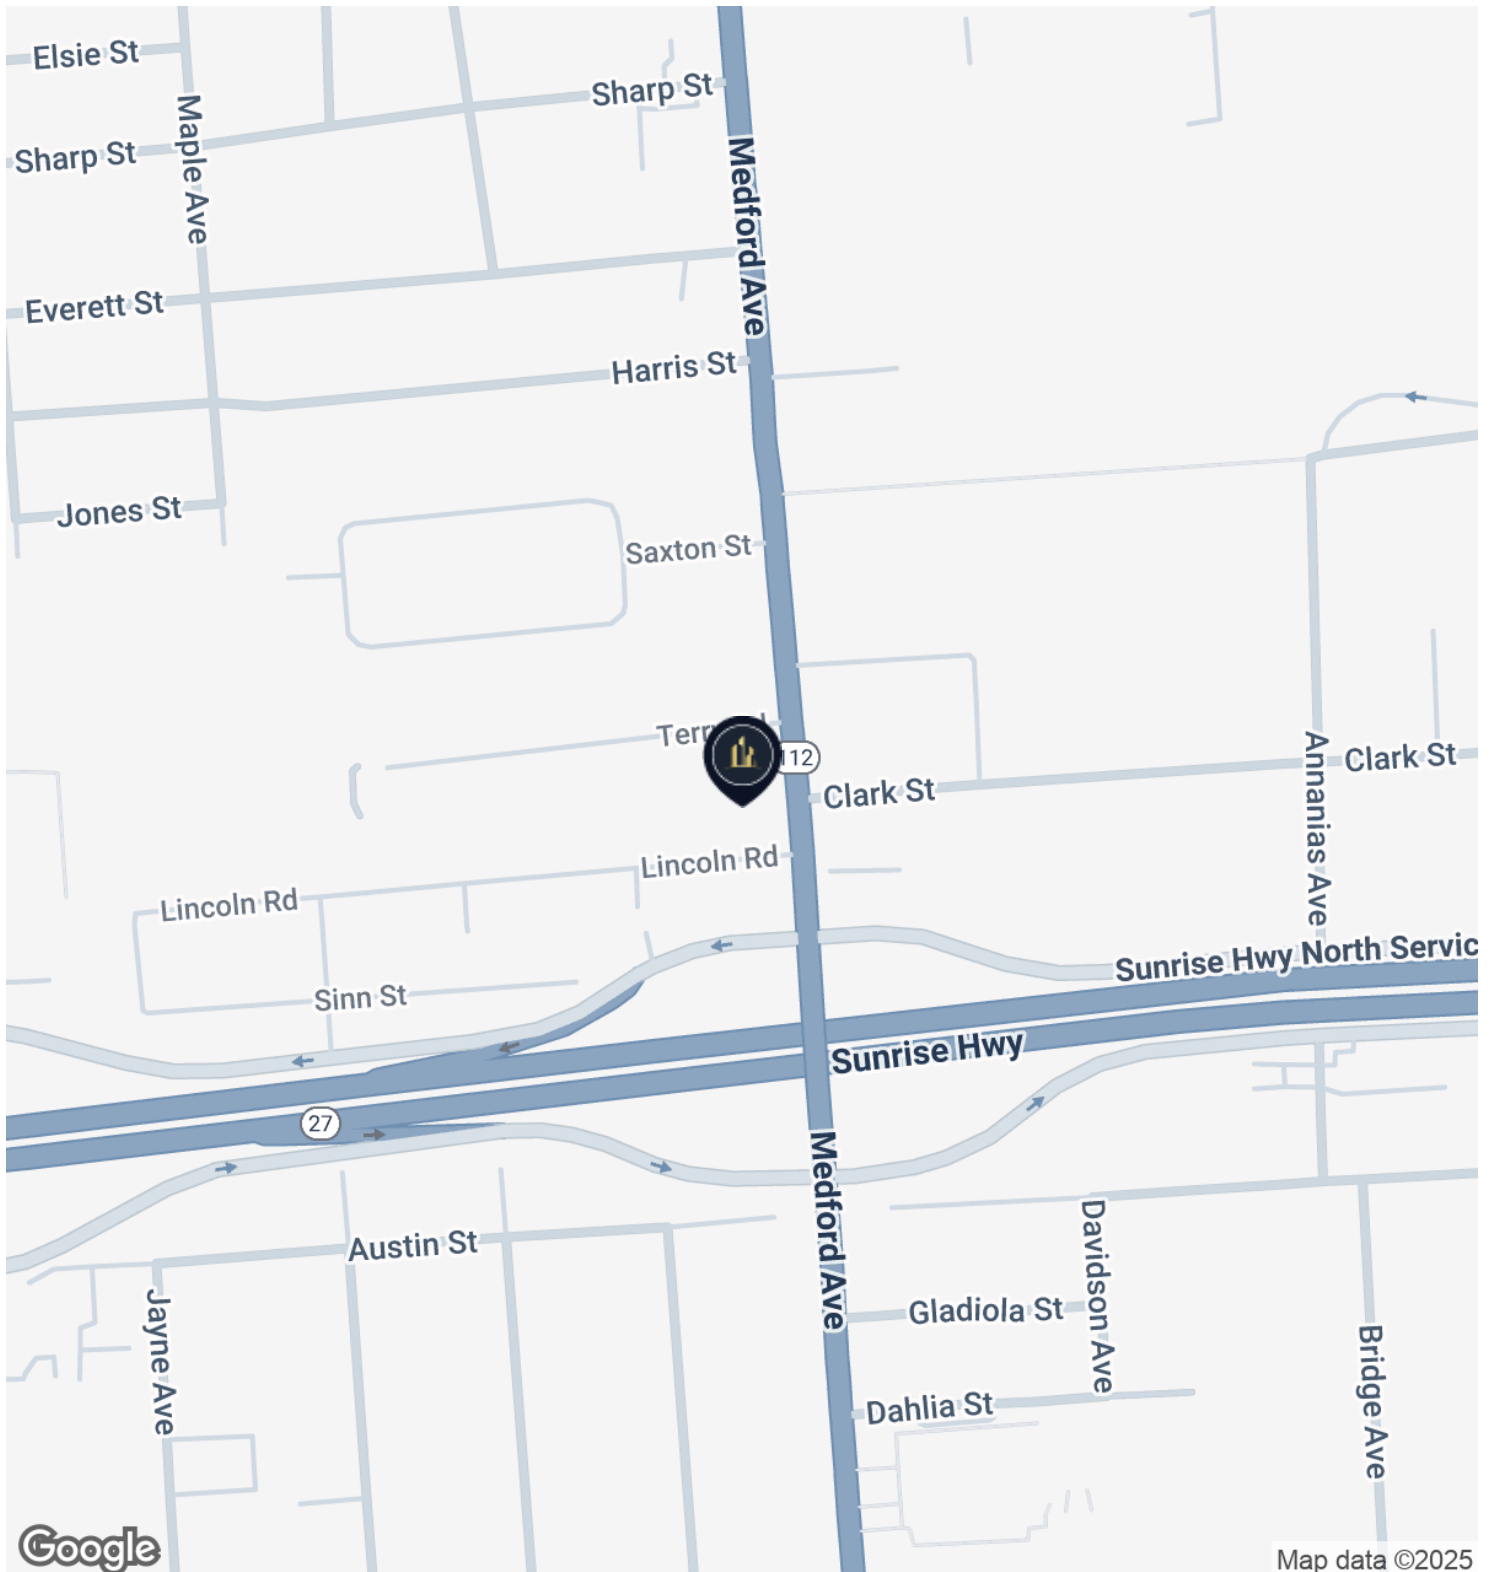 Elsie St
Sharp St
Maple Ave
Sharp St
Medford Ave
Everett St
Harris St
Jones St
Saxton St
112
Clark St
Clark St
Annanias Ave
Lincoln Rd
Lincoln Rd
Sunrise Hwy North Servic
Sinn St
Sunrise Hwy
27
Medford Ave
Austin St
Davidson Ave
Jayne Ave
Gladiola St
Bridge Ave
Dahlia St
Google
Map data ©2025